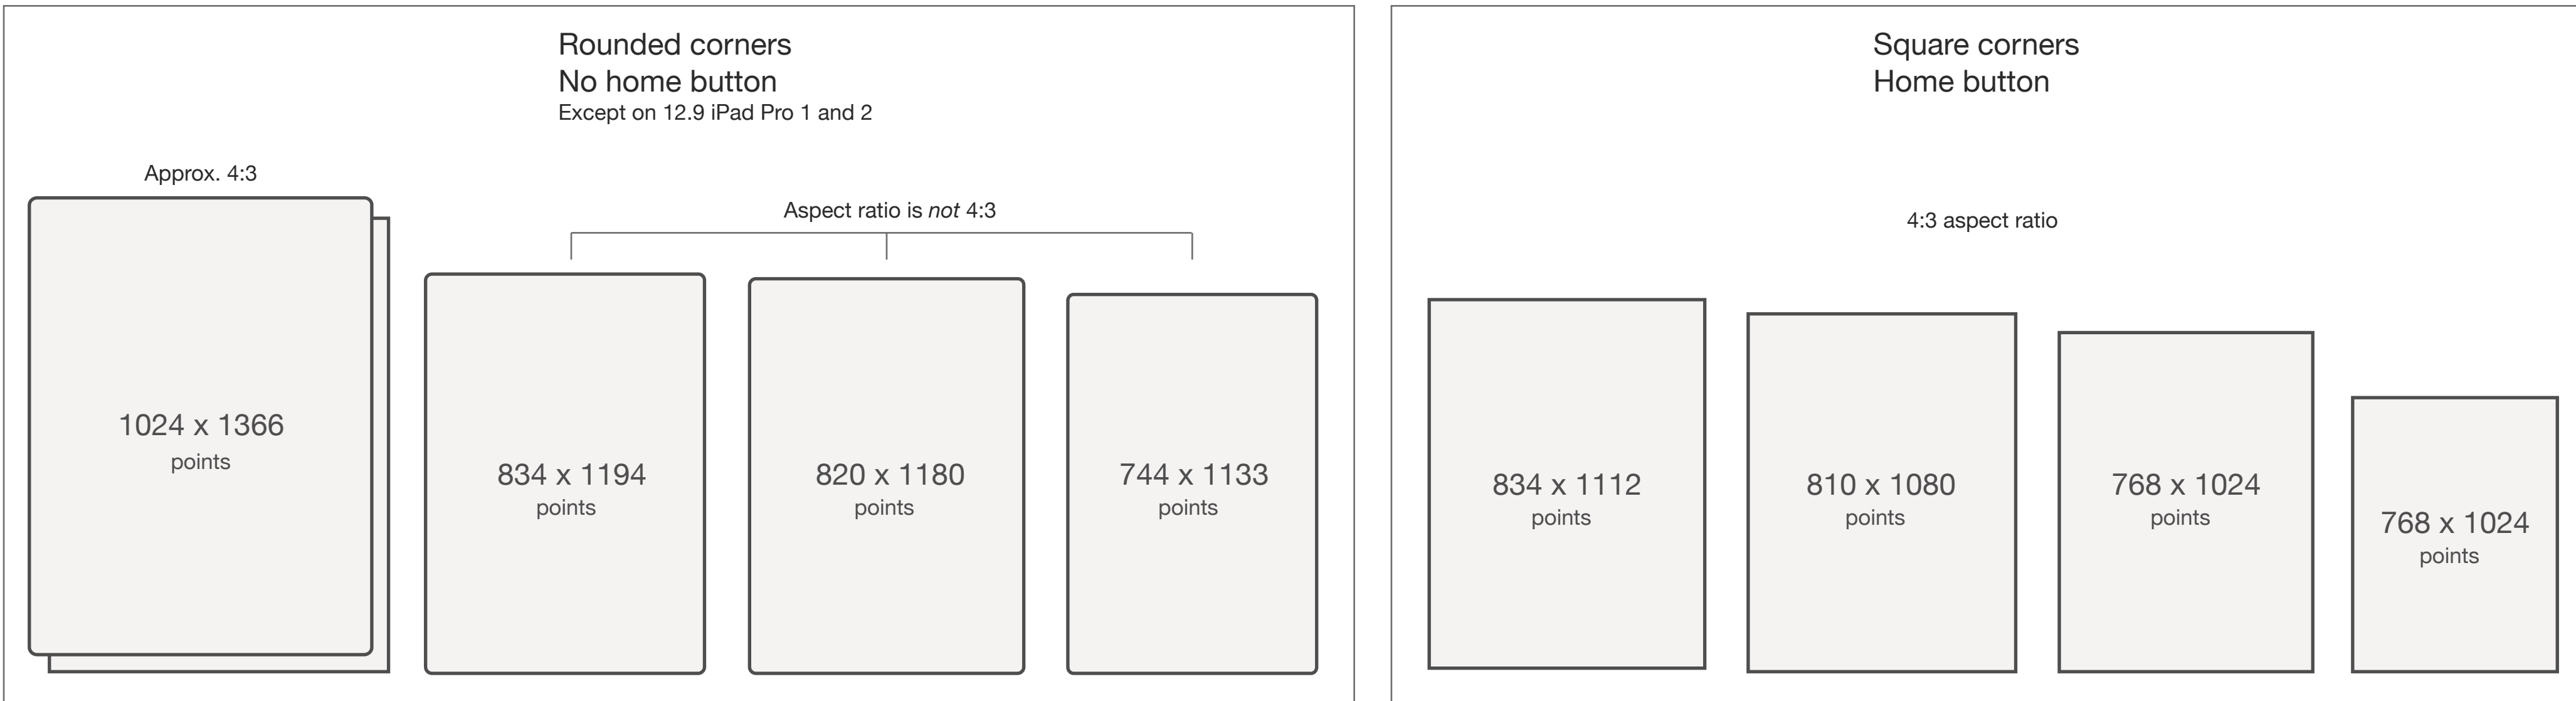 Rounded corners
No home button
Except on 12.9 iPad Pro 1 and 2
Approx. 4:3
Aspect ratio is not 4:3
1024 x 1366
points
834 x 1194
points
820 x 1180
points
744 x 1133
points
Square corners
Home button
4:3 aspect ratio
834 x 1112
points
810 x 1080
points
768 x 1024
points
768 x 1024
points